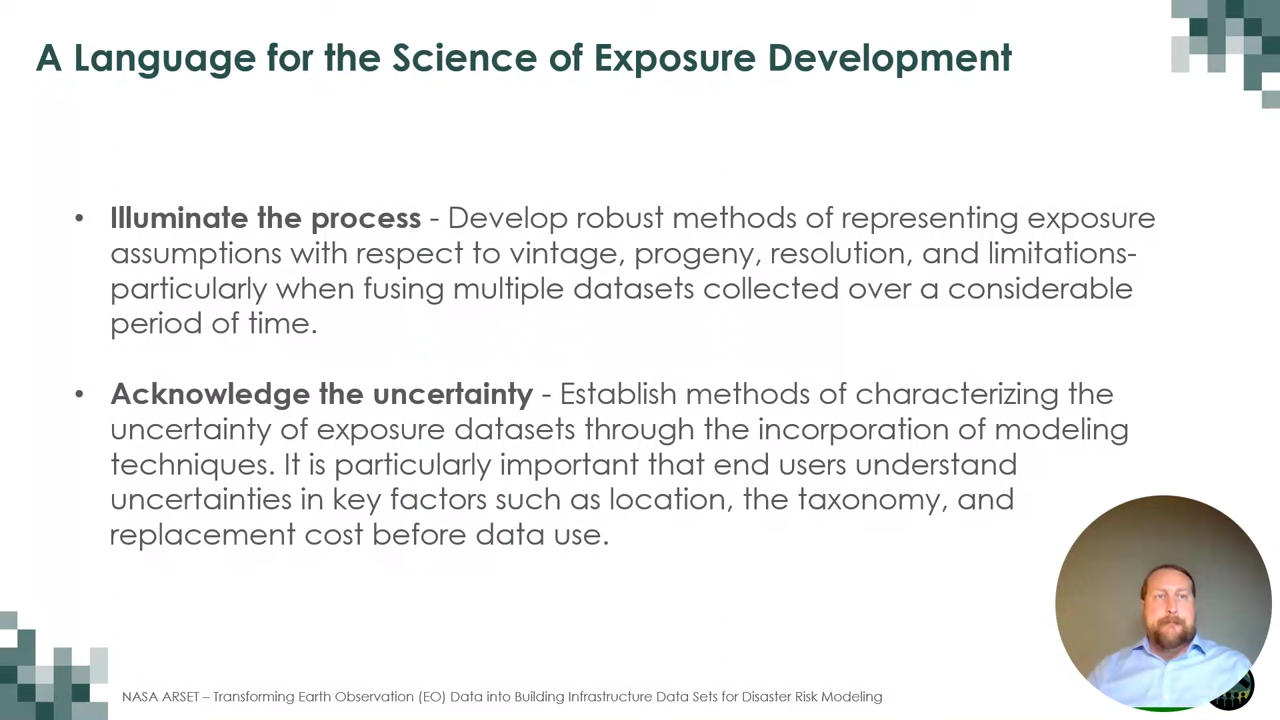 A Language for the Science of Exposure Development
• Illuminate the process - Develop robust methods of representing exposure
assumptions with respect to vintage, progeny, resolution, and limitations-
particularly when fusing multiple datasets collected over a considerable
period of time.
• Acknowledge the uncertainty - Establish methods of characterizing the
uncertainty of exposure datasets through the incorporation of modeling
techniques. It is particularly important that end users understand
uncertainties in key factors such as location, the taxonomy, and
replacement cost before data use.
NASA ARSET – Transforming Earth Observation (EO) Data into Building Infrastructure Data Sets for Disaster Risk Modeling